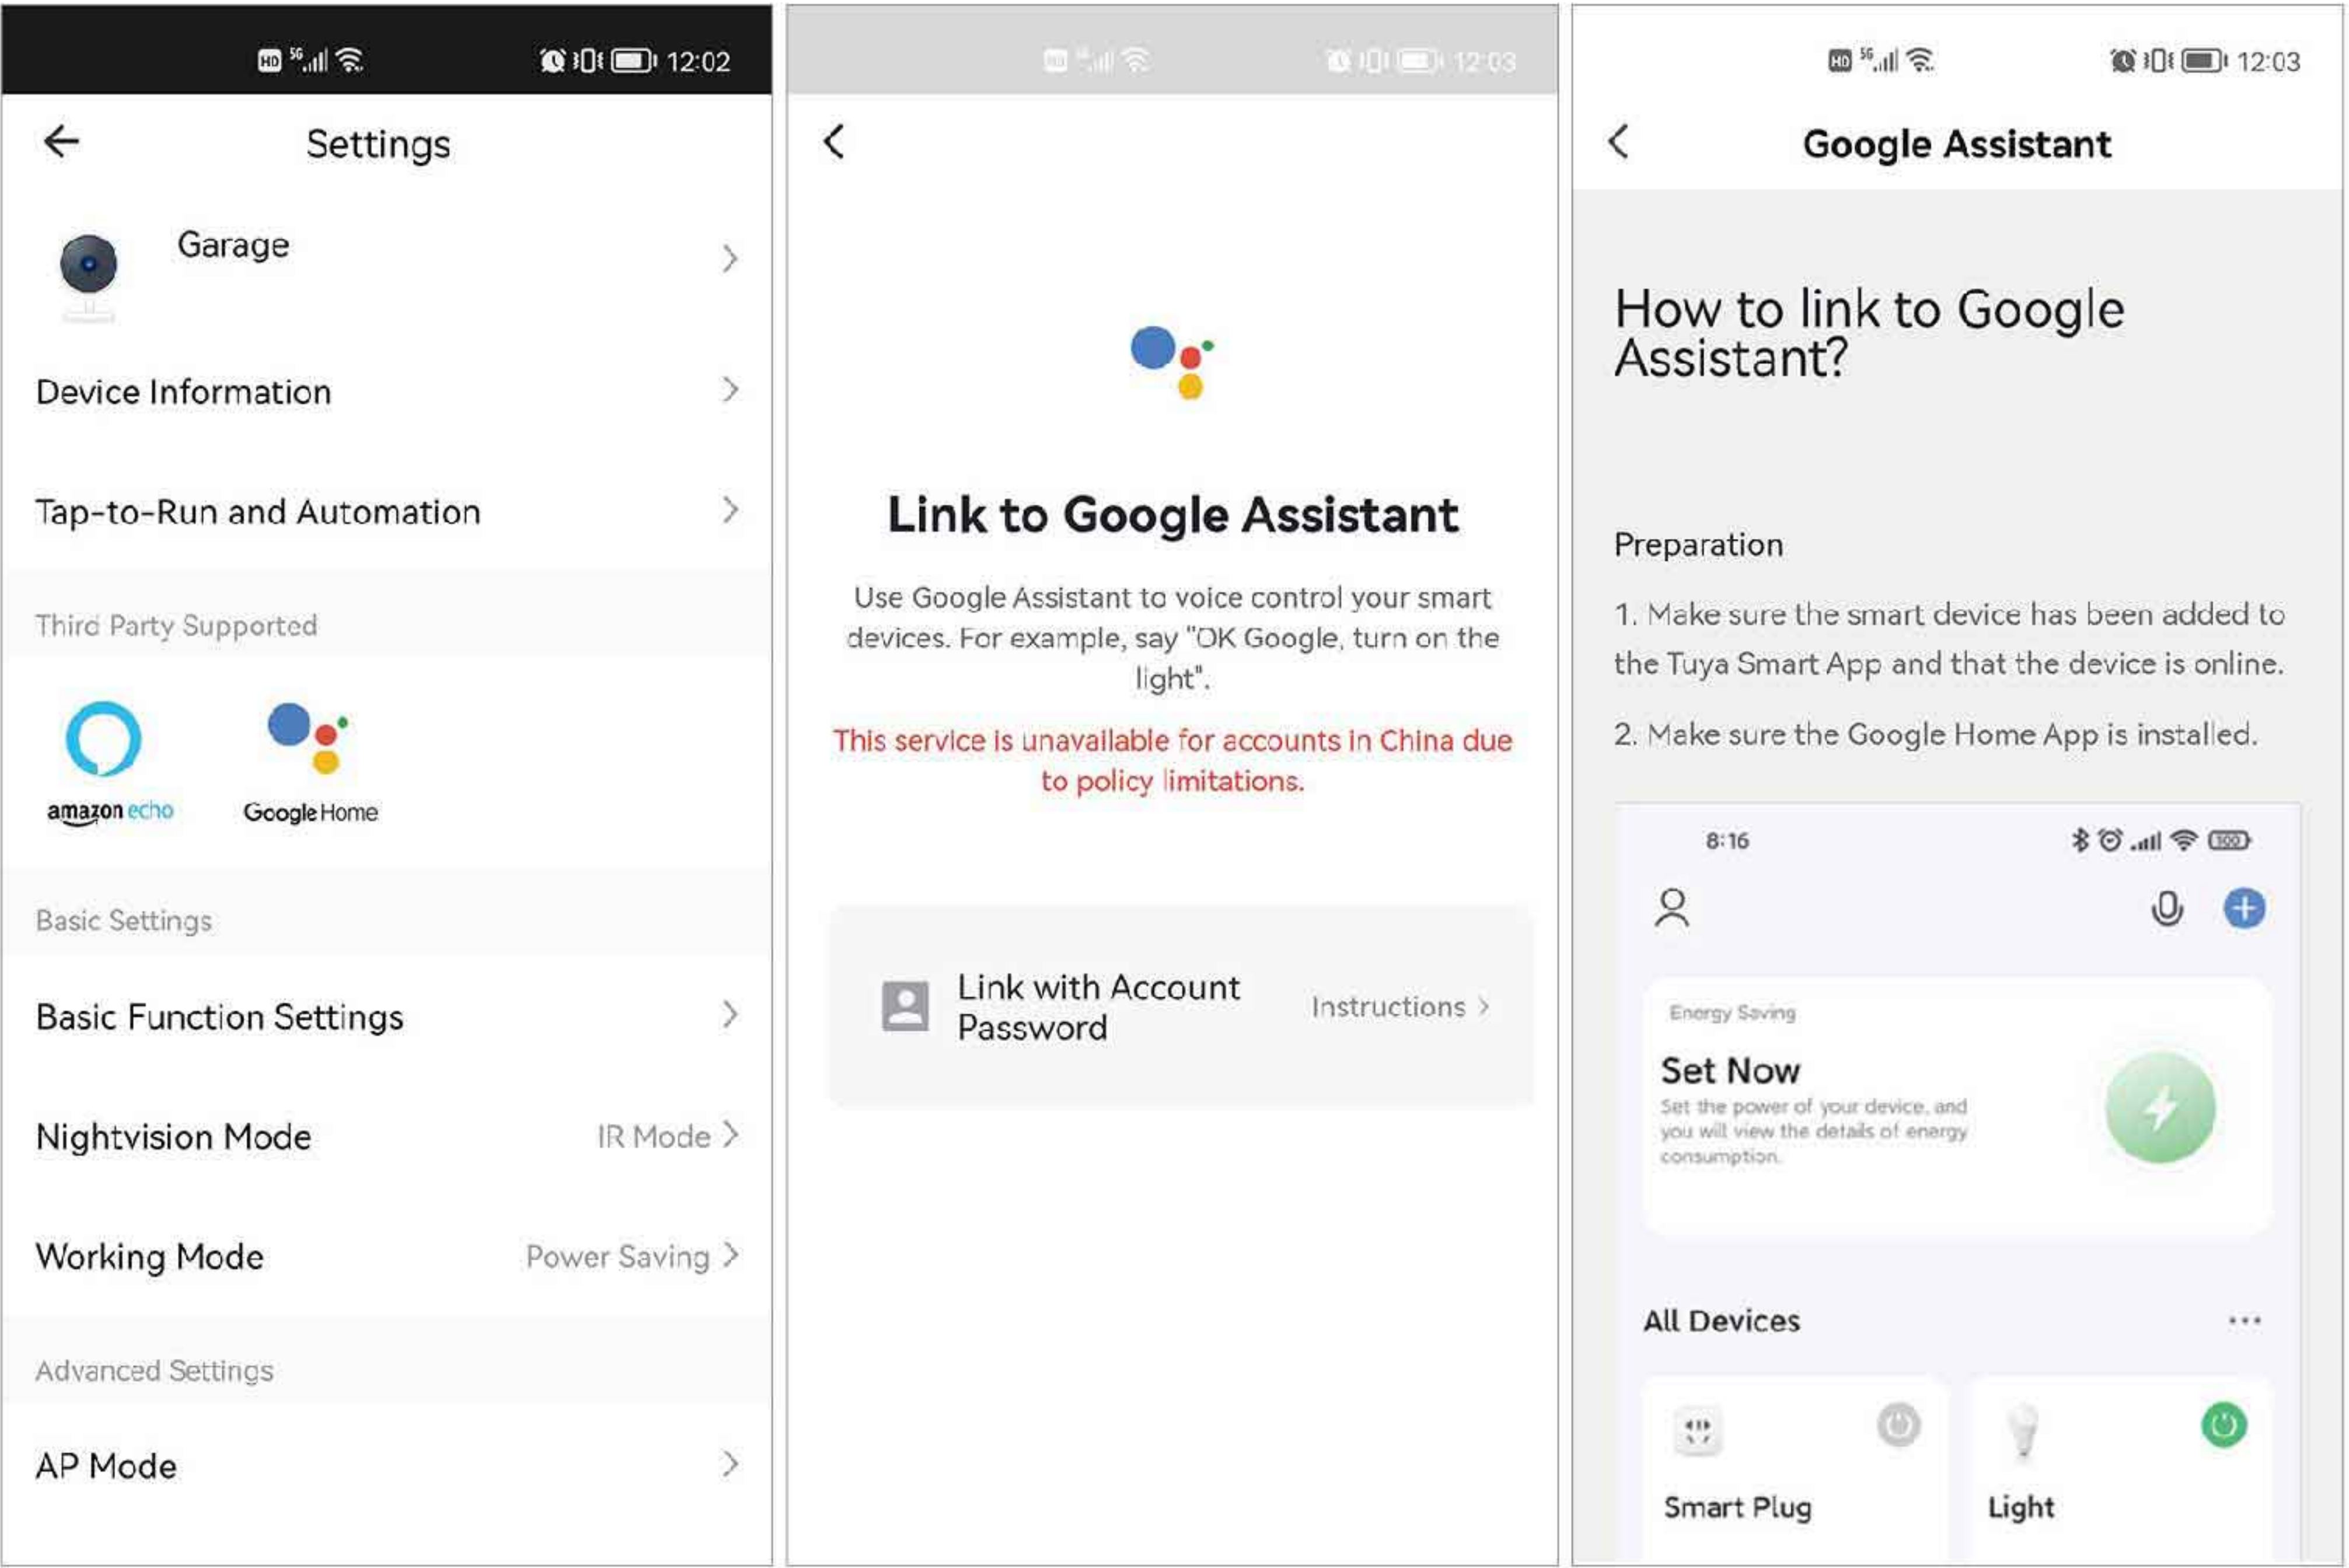 HD 5G 12:02
Settings
Garage
Device Information
Tap-to-Run and Automation
Third Party Supported
amazon echo
Google Home
Basic Settings
Basic Function Settings
Nightvision Mode IR Mode
Working Mode Power Saving
Advanced Settings
AP Mode
HD 5G 12:03
Link to Google Assistant
Use Google Assistant to voice control your smart
devices. For example, say "OK Google, turn on the
light".
This service is unavailable for accounts in China due
to policy limitations.
Link with Account
Password
Instructions
HD 5G 12:03
Google Assistant
How to link to Google
Assistant?
Preparation
1. Make sure the smart device has been added to
the Tuya Smart App and that the device is online.
2. Make sure the Google Home App is installed.
8:16 100
Energy Saving
Set Now
Set the power of your device, and
you will view the details of energy
consumption.
All Devices
Smart Plug
Light